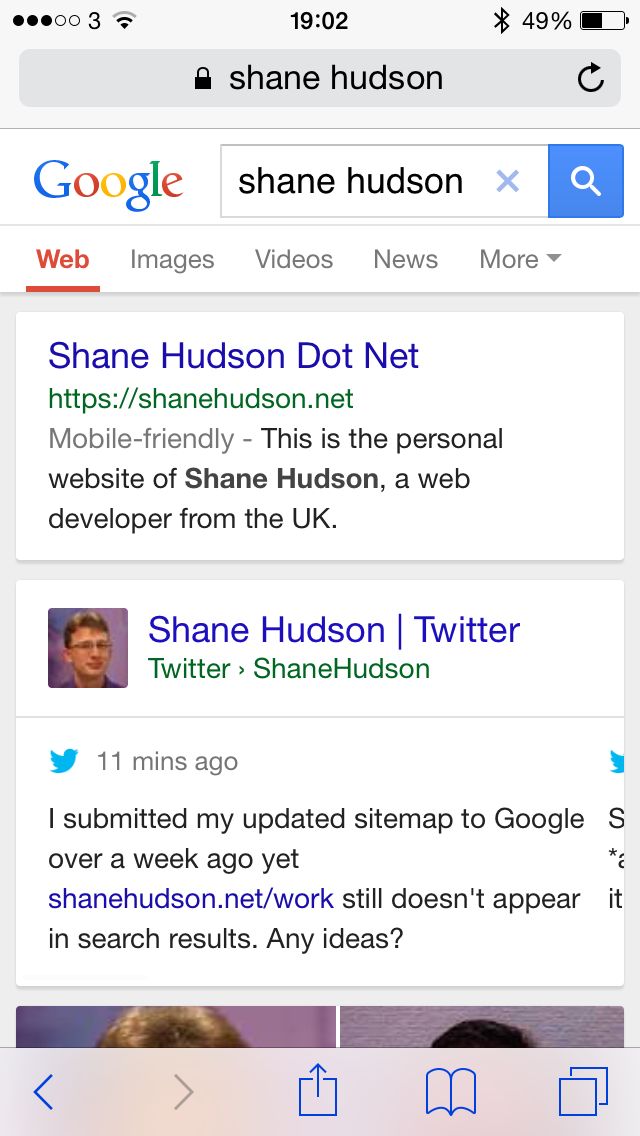 3 19:02 49%
shane hudson
Google shane hudson
Web Images Videos News More
Shane Hudson Dot Net
https://shanehudson.net
Mobile-friendly - This is the personal
website of Shane Hudson, a web
developer from the UK.
Shane Hudson | Twitter
Twitter › ShaneHudson
11 mins ago
I submitted my updated sitemap to Google
over a week ago yet
shanehudson.net/work still doesn't appear
in search results. Any ideas?
S
*a
it